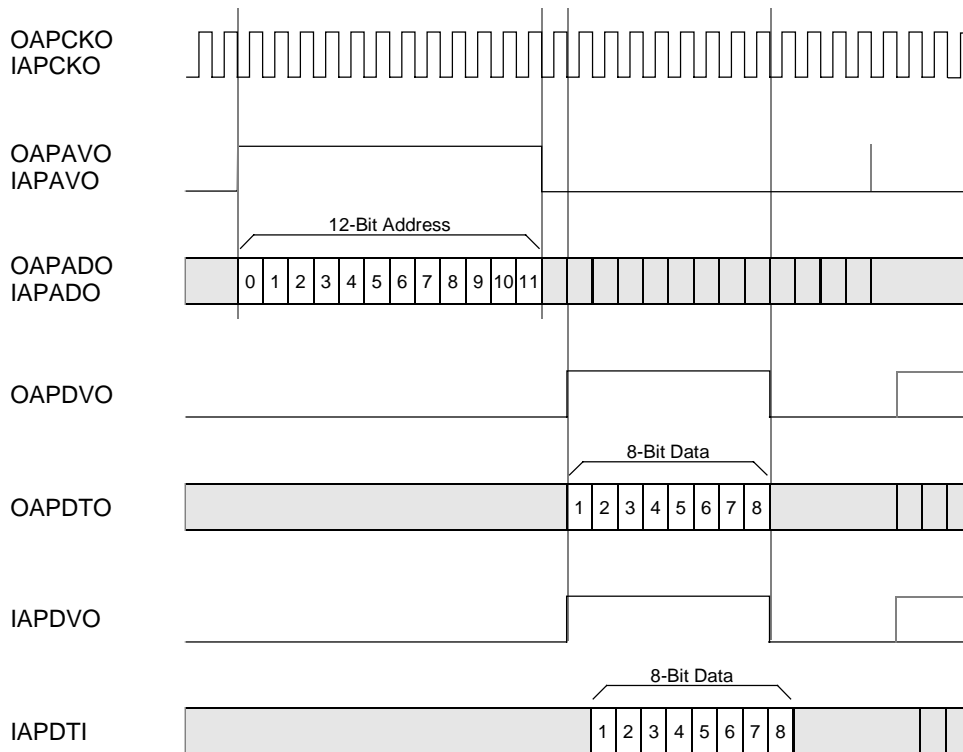 OAPCKO
IAPCKO
OAPAVO
IAPAVO
12-Bit Address
OAPADO
IAPADO
0 1 2 3 4 5 6 7 8 9 10 11
OAPDVO
8-Bit Data
OAPDTO
1 2 3 4 5 6 7 8
IAPDVO
8-Bit Data
IAPDTI
1 2 3 4 5 6 7 8